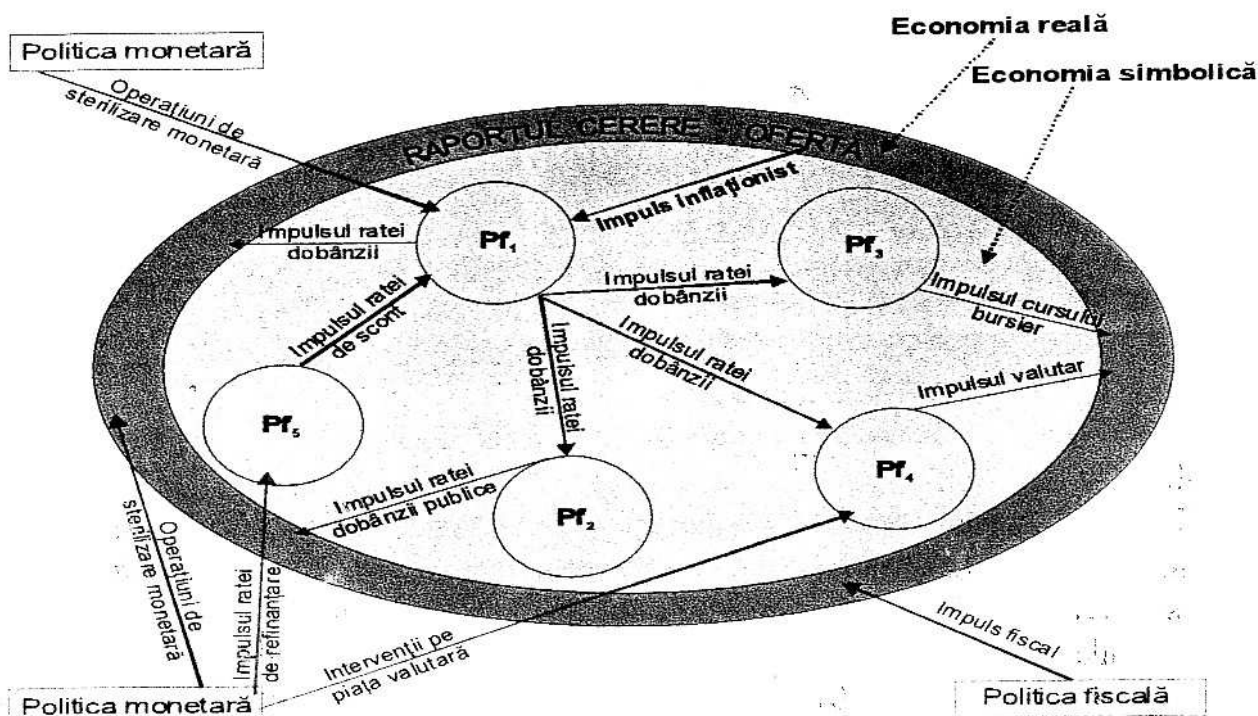 Politica monetară
Economia reală
Economia simbolică
Operațiuni de
sterilizare monetară
RAPORTUL CERERE - OFERTA
Impuls inflaționist
Impulsul ratei
dobânzii
Pf₁
Pf₃
Impulsul ratei
dobânzii
Impulsul cursului
bursier
Impulsul ratei
de scont
Impulsul ratei
dobânzii
Impulsul ratei
dobânzii
Impulsul valutar
Pf₅
Pf₄
Impulsul ratei
dobânzii publice
Pf₂
Operațiuni de
sterilizare monetară
Impulsul ratei
de refinanțare
Intervenții pe
piața valutară
Impuls fiscal
Politica monetară
Politica fiscală